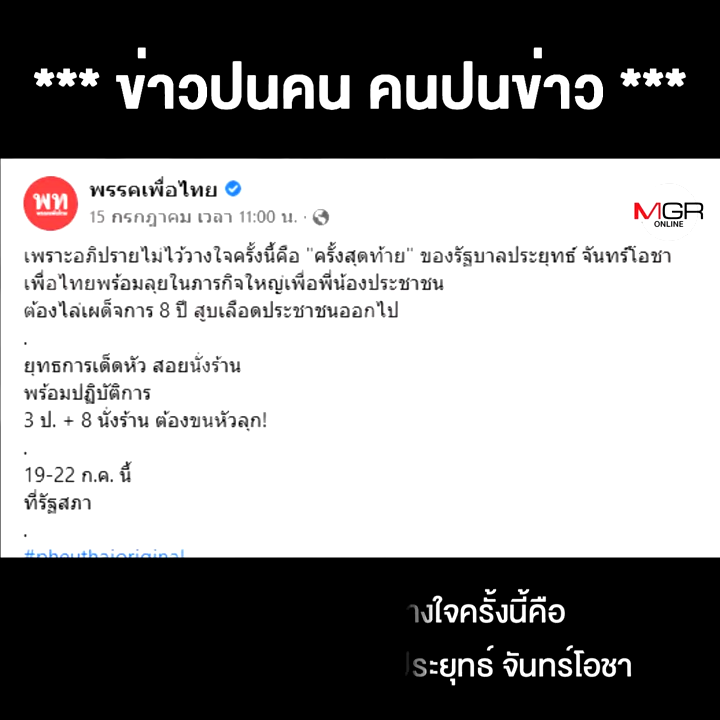 *** ข่าวปนคน คนปนข่าว ***
พท
พรรคเพื่อไทย
15 กรกฎาคม เวลา 11:00 น. ·
MGR
ONLINE
เพราะอภิปรายไม่ไว้วางใจครั้งนี้คือ "ครั้งสุดท้าย" ของรัฐบาลประยุทธ์ จันทร์โอชา
เพื่อไทยพร้อมลุยในภารกิจใหญ่เพื่อพี่น้องประชาชน
ต้องไล่เผด็จการ 8 ปี สูบเลือดประชาชนออกไป
.
ยุทธการเด็ดหัว สอยนั่งร้าน
พร้อมปฏิบัติการ
3 ป. + 8 นั่งร้าน ต้องขนหัวลุก!
.
19-22 ก.ค. นี้
ที่รัฐสภา
.
#pheuthaioriginal
างใจครั้งนี้คือ
ประยุทธ์ จันทร์โอชา